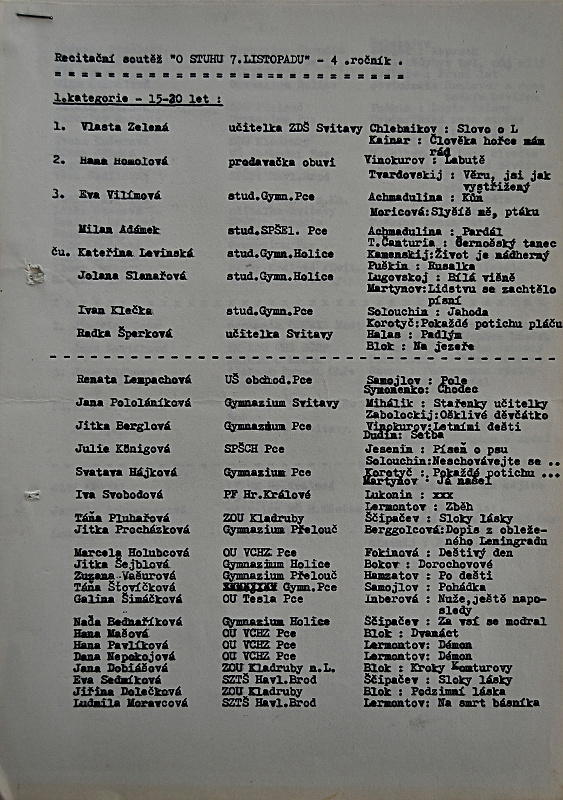 Recitační soutěž "O STUHU 7.LISTOPADU" - 4 .ročník .
= = = = = = = = = = = = = = = = = = = = = = = = = = =
1.kategorie - 15-20 let :
1. Vlasta Zelená učitelka ZDŠ Svitavy Chlebnikov : Slovo o L
Kainar : Člověka hořce mám
rád
2. Hana Homolová prodavačka obuvi Vinokurov : Labutě
Tvardovskij : Věru, jsi jak
vystřižený
3. Eva Vilímová stud.Gymn.Pce Achmadulina : Kůň
Moricová:Slyšíš mě, ptáku
Milan Adámek stud.SPŠEl. Pce Achmadulina : Pardál
T.Čanturia : Černošský tanec
ču. Kateřina Levinská stud.Gymn.Holice Kamenskij:Život je nádherný
Puškin : Rusalka
Jolana Slanařová stud.Gymn.Holice Lugovskoj : Bílá višně
Martynov: Lidstvu se zachtělo
písní
Ivan Klečka stud.Gymn.Pce Solouchin : Jahoda
Korotyč:Pokaždé potichu pláču
Radka Šperková učitelka Svitavy Halas : Padlým
Blok : Na jezeře
- - - - - - - - - - - - - - - - - - - - - - - - - - - - - - - - - -
Renata Lempachová UŠ obchod.Pce Samojlov : Pole
Symonenko: Chodec
Jana Pololáníková Gymnazium Svitavy Mihálik : Stařenky učitelky
Zabolockij:Ošklivé děvčátko
Jitka Berglová Gymnazium Pce Vinokurov:Letními dešti
Dudin: Setba
Julie Königová SPŠCH Pce Jesenin : Píseň o psu
Solouchin:Neschovávejte se ..
Svatava Hájková Gymnazium Pce Korotyč : Pokaždé potichu ...
Martynov : Já našel
Iva Svobodová PF Hr.Králové Lukonin : xxx
Lermontov : Zběh
Táňa Pluhařová ZOU Kladruby Ščipačev : Sloky lásky
Jitka Procházková Gymnazium Přelouč Berggolcová:Dopis z obleže-
ného Leningradu
Marcela Holubcová OU VCHZ Pce Fokinová : Deštivý den
Jitka Šejblová Gymnazium Holice Bokov : Dorochovové
Zuzana Vašurová Gymnazium Přelouč Hamzatov : Po dešti
Táňa Štovíčková Gymn.Pce Samojlov : Pohádka
Galina Šimáčková OU Tesla Pce Inberová : Nuže,ještě napo-
sledy
Naďa Bednaříková Gymnazium Holice Ščipačev : Za vsí se modral
Hana Mašová OU VCHZ Pce Blok : Dvanáct
Hana Pavlíková OU VCHZ Pce Lermontov: Démon
Dana Nepokojová OU VCHZ Pce Lermontov: Démon
Jana Dobiášová ZOU Kladruby n.L. Blok : Kroky Komturovy
Eva Sedmíková SZTŠ Havl.Brod Ščipačev : Sloky lásky
Jiřina Dolečková ZOU Kladruby Blok : Podzimní láska
Ludmila Moravcová SZTŠ Havl.Brod Lermontov: Na smrt básníka